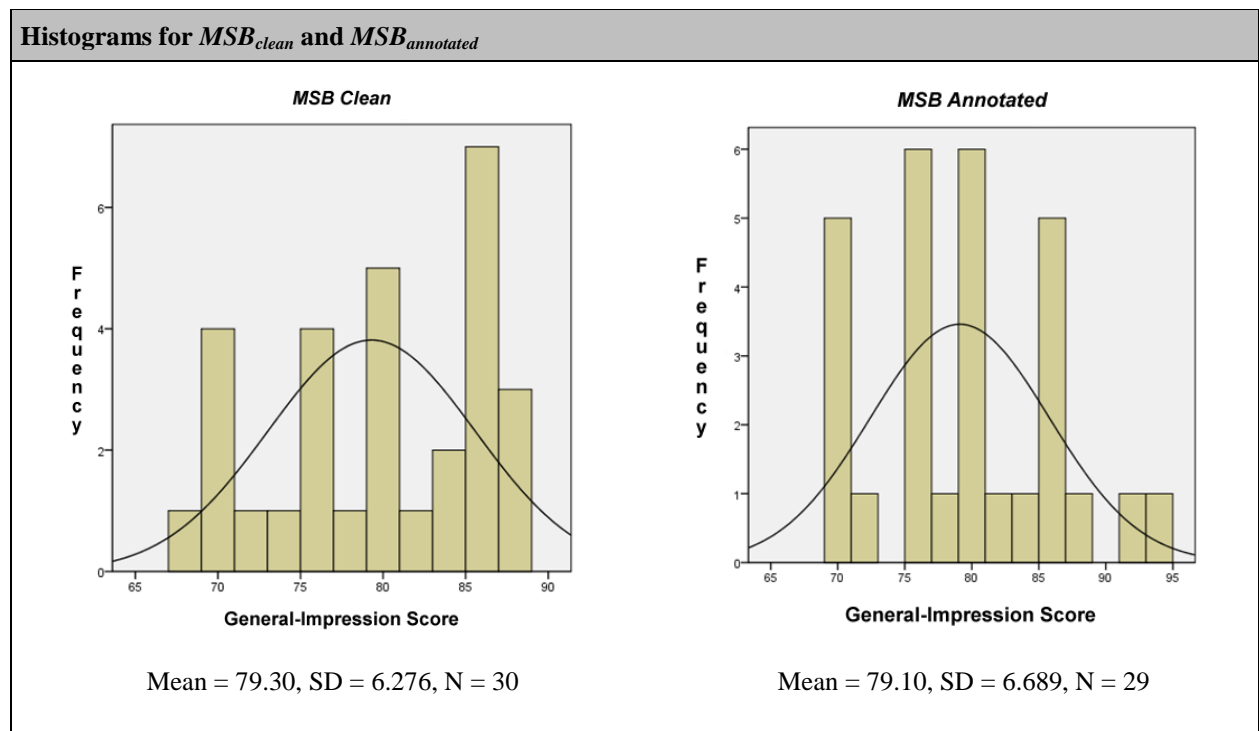 Histograms for MSBclean and MSBannotated
MSB Clean
Frequency
6
4
2
0
65 70 75 80 85 90
General-Impression Score
Mean = 79.30, SD = 6.276, N = 30
MSB Annotated
Frequency
6
5
4
3
2
1
0
65 70 75 80 85 90 95
General-Impression Score
Mean = 79.10, SD = 6.689, N = 29